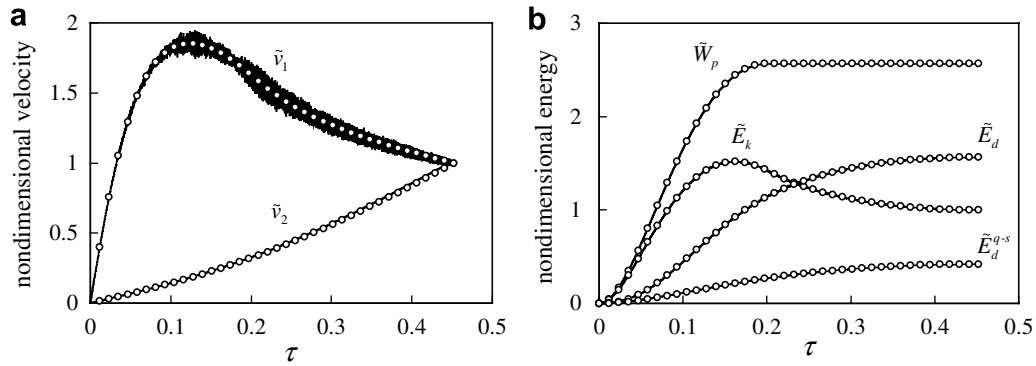 a
nondimensional velocity
2
1.5
1
0.5
0
ṽ₁
ṽ₂
0 0.1 0.2 0.3 0.4 0.5
τ
b
nondimensional energy
3
2
1
0
W̃ₚ
Ẽₖ
Ẽ_d
Ẽ_d^{q-s}
0 0.1 0.2 0.3 0.4 0.5
τ